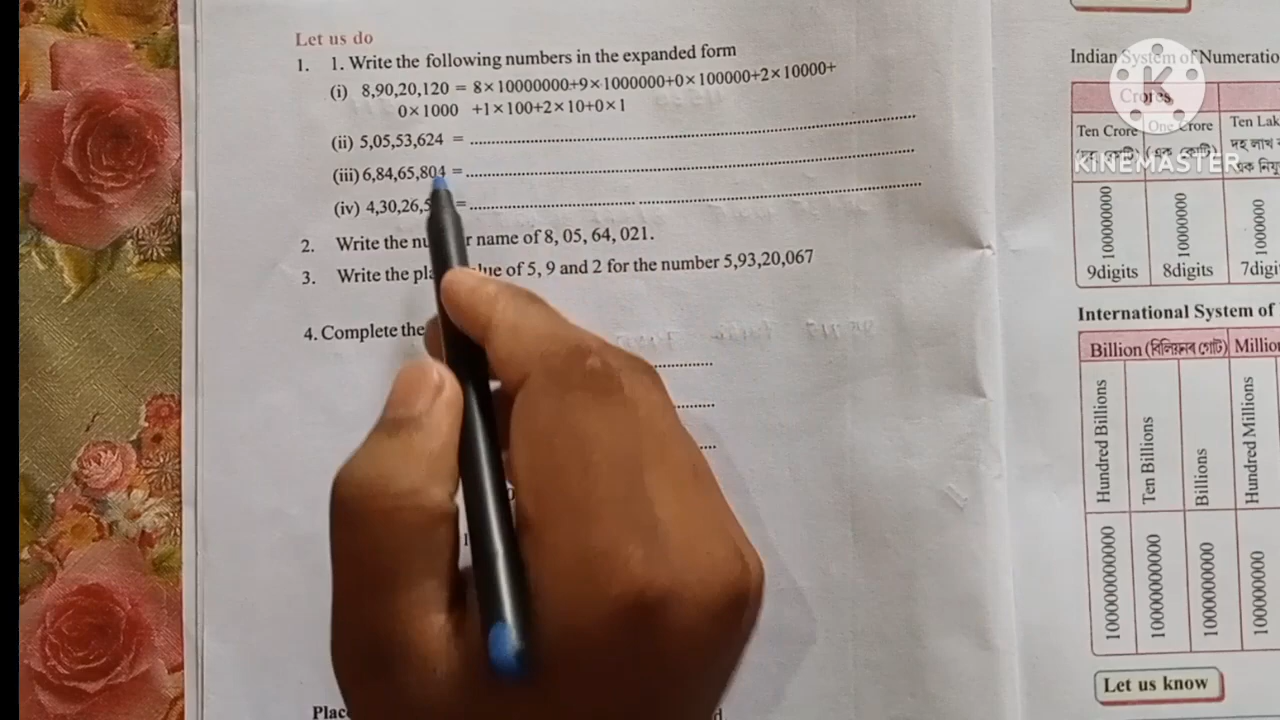 Let us do
1. 1. Write the following numbers in the expanded form
(i) 8,90,20,120 = 8×10000000+9×1000000+0×100000+2×10000+
0×1000 +1×100+2×10+0×1
(ii) 5,05,53,624 = ........
(iii) 6,84,65,804 = ........
(iv) 4,30,26, = ........
2. Write the name of 8, 05, 64, 021.
3. Write the of 5, 9 and 2 for the number 5,93,20,067
4. Complete the
Indian System of Numeratio
Crores
Ten Crore One Crore Ten Lak
দহ লাখ
100000000 10000000 1000000
9digits 8digits 7digi
International System of
Billion (বিলিয়নৰ গোট) Millio
Hundred Billions Ten Billions Billions Hundred Millions
100000000000 10000000000 1000000000 100000000
Let us know
Plac
K
KINEMASTER